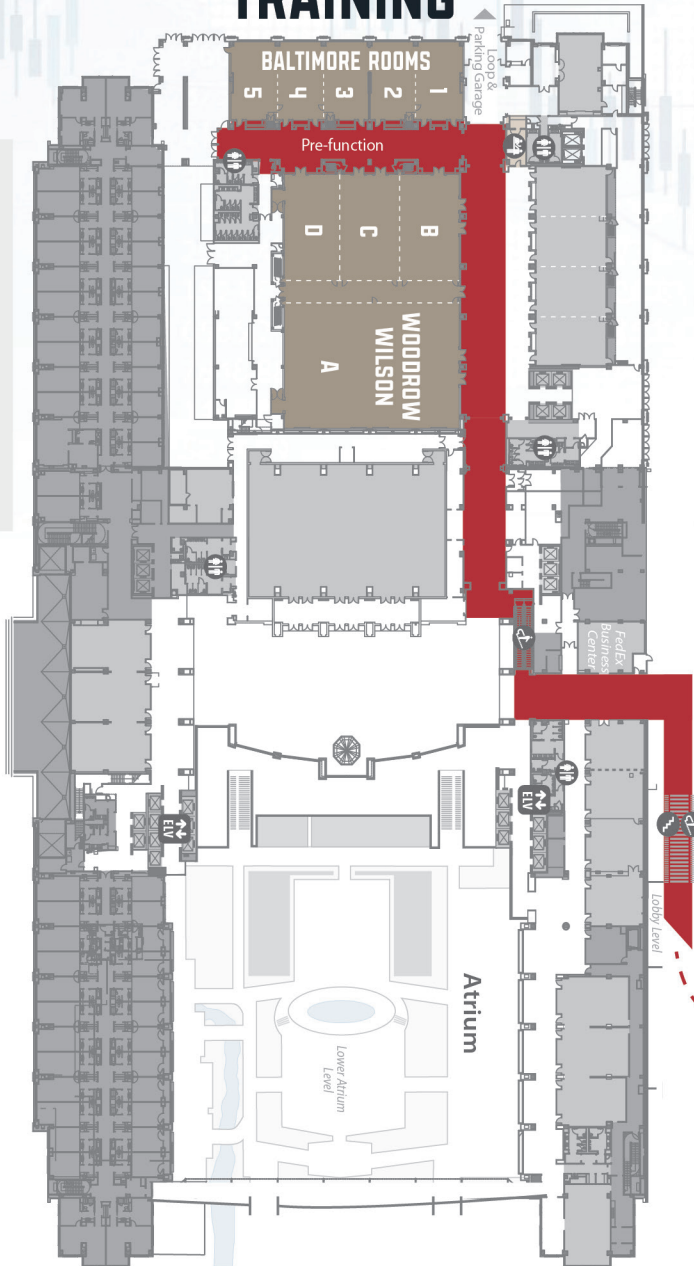 TRAINING
Loop &
Parking Garage
BALTIMORE ROOMS
5 4 3 2 1
Pre-function
D C B
WOODROW
WILSON
A
FedEx
Business
Center
ELV
ELV
Lobby Level
Atrium
Lower Atrium
Level